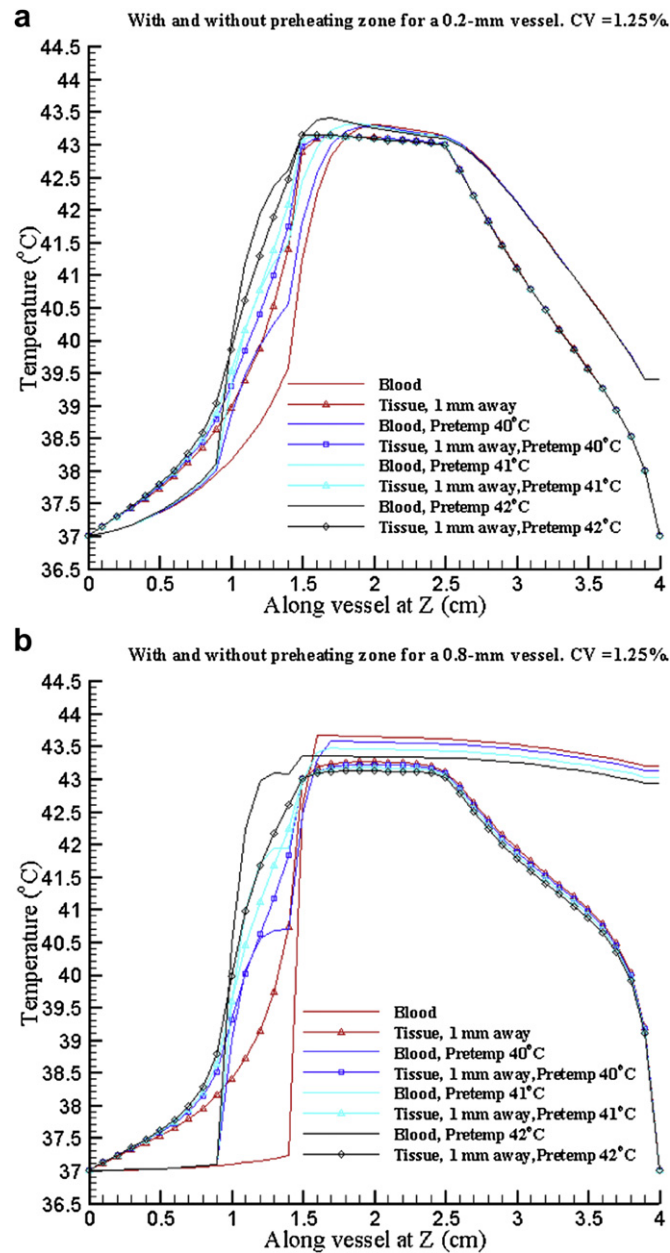 a
With and without preheating zone for a 0.2-mm vessel. CV =1.25%.
44.5
44
43.5
43
42.5
42
41.5
41
40.5
40
39.5
39
38.5
38
37.5
37
36.5
Temperature (°C)
Blood
Tissue, 1 mm away
Blood, Pretemp 40°C
Tissue, 1 mm away,Pretemp 40°C
Blood, Pretemp 41°C
Tissue, 1 mm away,Pretemp 41°C
Blood, Pretemp 42°C
Tissue, 1 mm away,Pretemp 42°C
0 0.5 1 1.5 2 2.5 3 3.5 4
Along vessel at Z (cm)
b
With and without preheating zone for a 0.8-mm vessel. CV =1.25%.
44.5
44
43.5
43
42.5
42
41.5
41
40.5
40
39.5
39
38.5
38
37.5
37
36.5
Temperature (°C)
Blood
Tissue, 1 mm away
Blood, Pretemp 40°C
Tissue, 1 mm away,Pretemp 40°C
Blood, Pretemp 41°C
Tissue, 1 mm away,Pretemp 41°C
Blood, Pretemp 42°C
Tissue, 1 mm away,Pretemp 42°C
0 0.5 1 1.5 2 2.5 3 3.5 4
Along vessel at Z (cm)